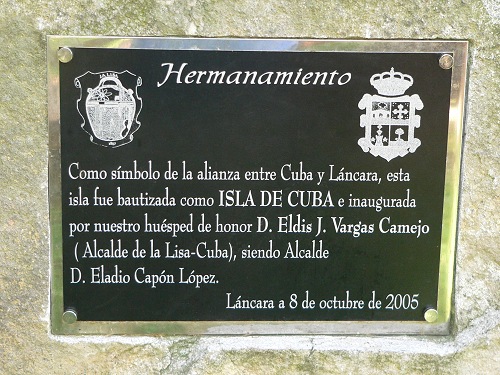 LA LISA
Hermanamiento
Como símbolo de la alianza entre Cuba y Láncara, esta
isla fue bautizada como ISLA DE CUBA e inaugurada
por nuestro huésped de honor D. Eldis J. Vargas Camejo
( Alcalde de la Lisa-Cuba), siendo Alcalde
D. Eladio Capón López.
Láncara a 8 de octubre de 2005